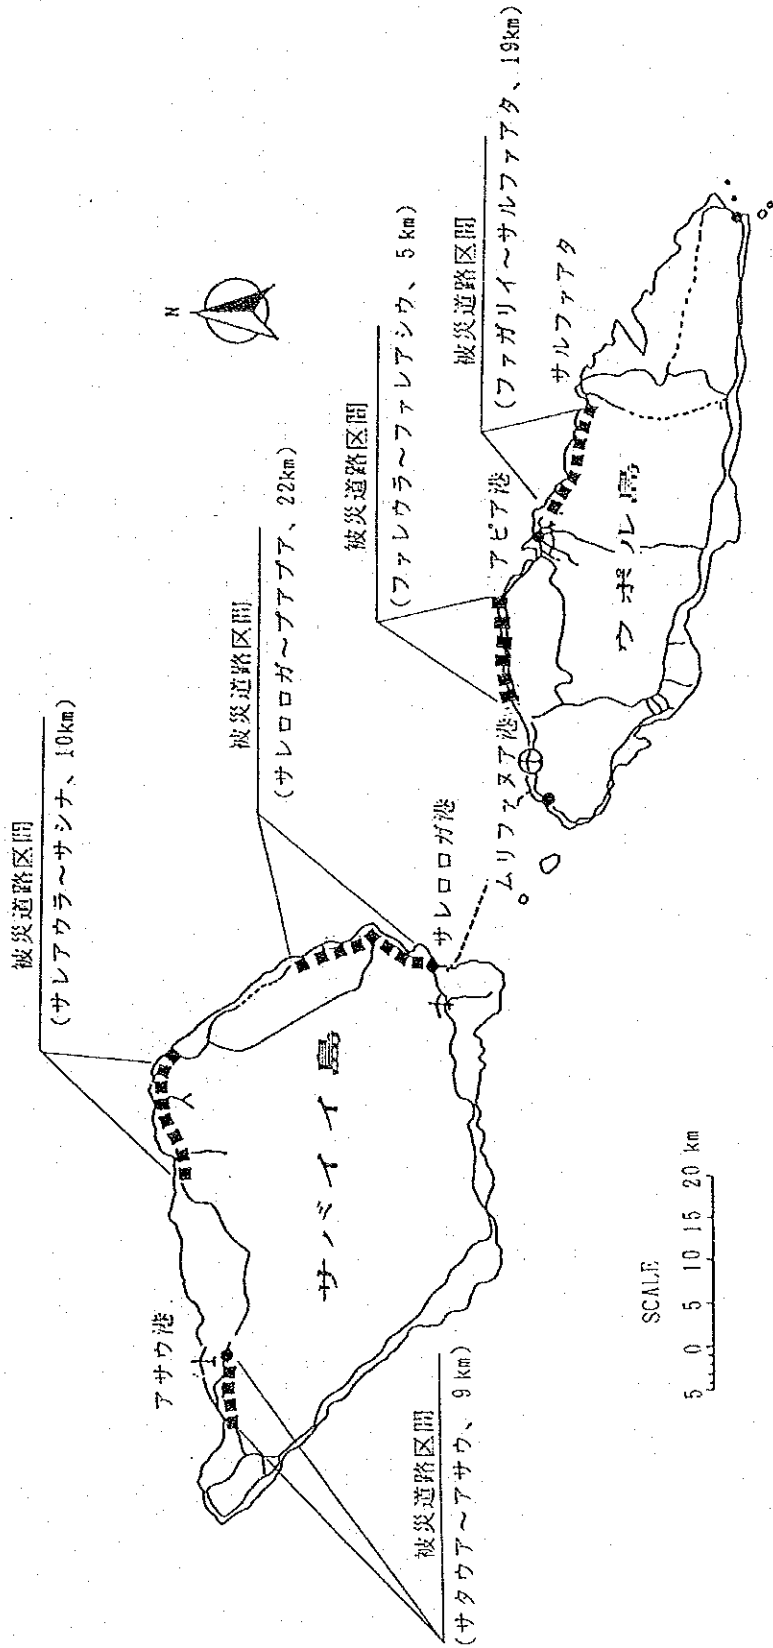 被災道路区間
(サレアウラ~サシナ、10km)
被災道路区間
(サレロロガ~プアプア、22km)
N
被災道路区間
(ファレウラ~ファレアシウ、5km)
被災道路区間
(ファガリイ~サルファアタ、19km)
アサウ港
サバイイ島
サレロロガ港
ムリファヌア港
アピア港
サルファアタ
ウポル島
被災道路区間
(サタウア~アサウ、9km)
SCALE
5 0 5 10 15 20 km